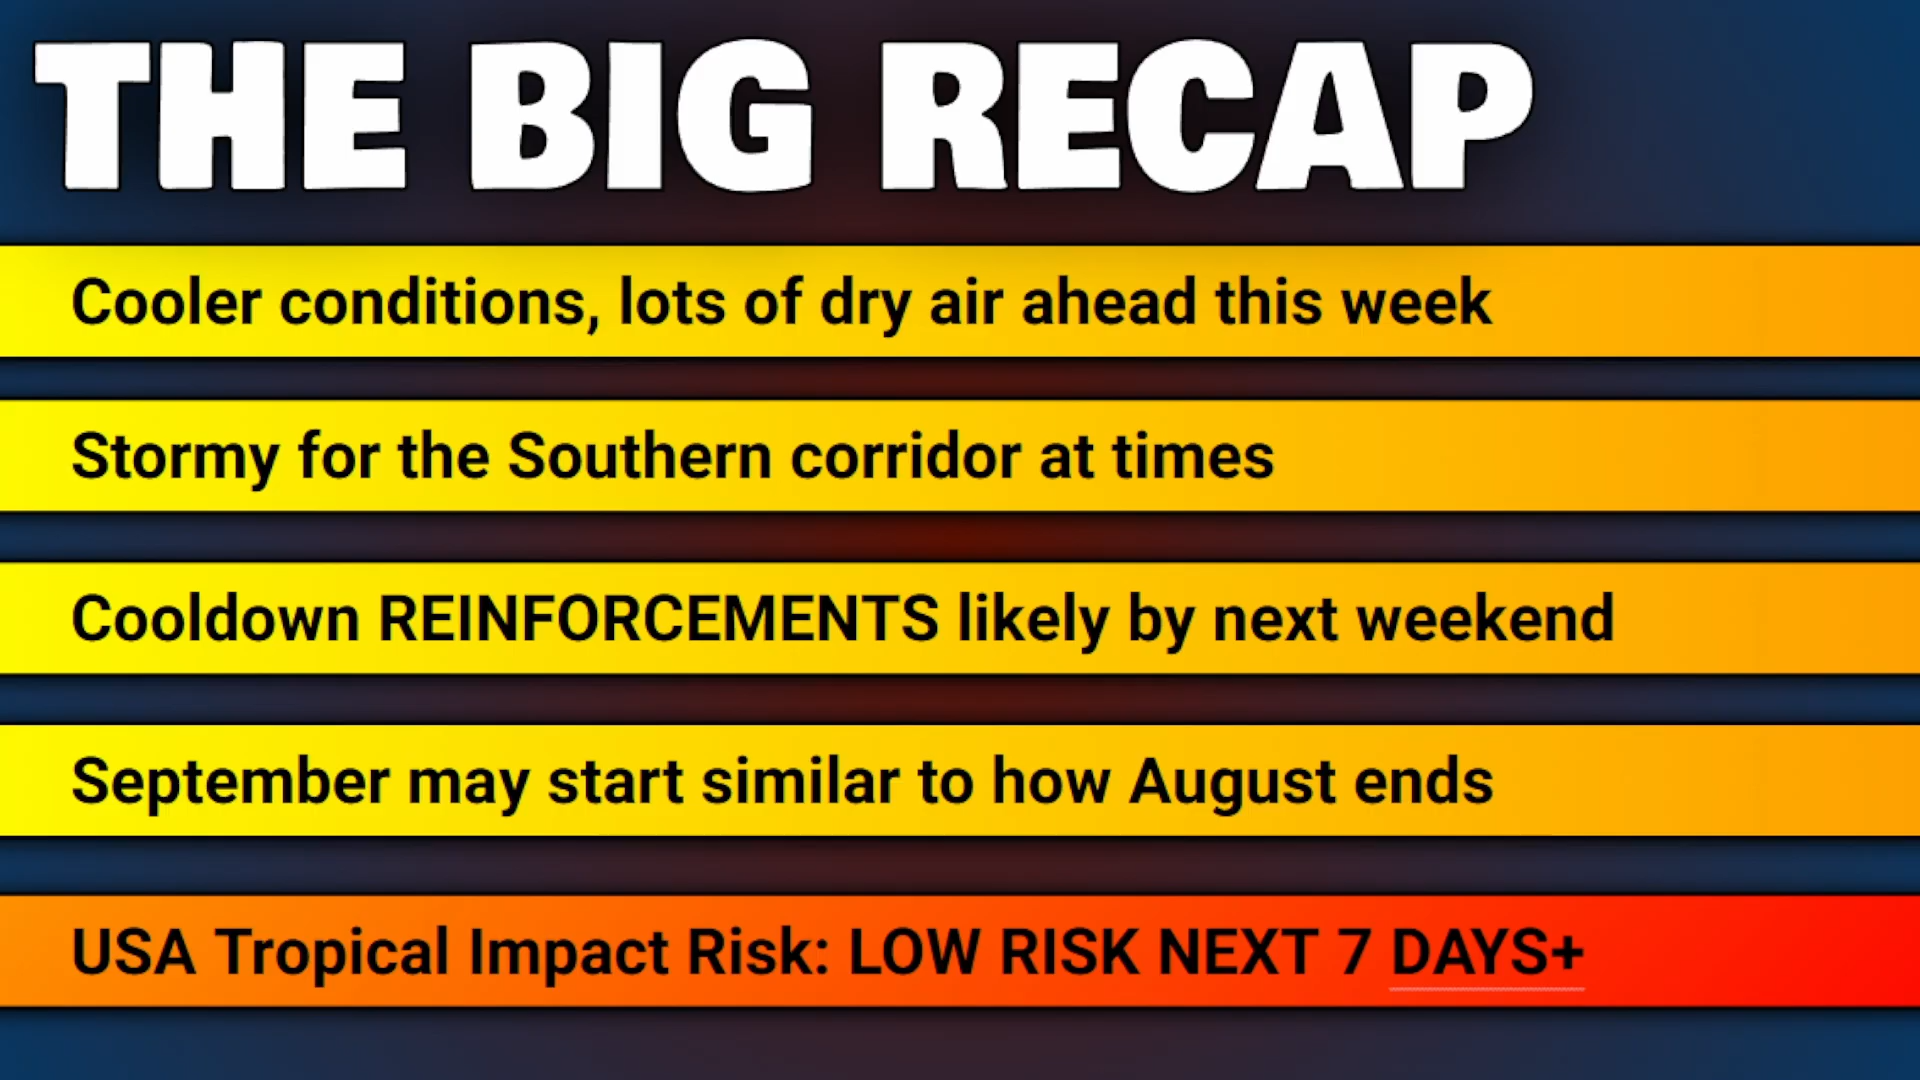 THE BIG RECAP
Cooler conditions, lots of dry air ahead this week
Stormy for the Southern corridor at times
Cooldown REINFORCEMENTS likely by next weekend
September may start similar to how August ends
USA Tropical Impact Risk: LOW RISK NEXT 7 DAYS+